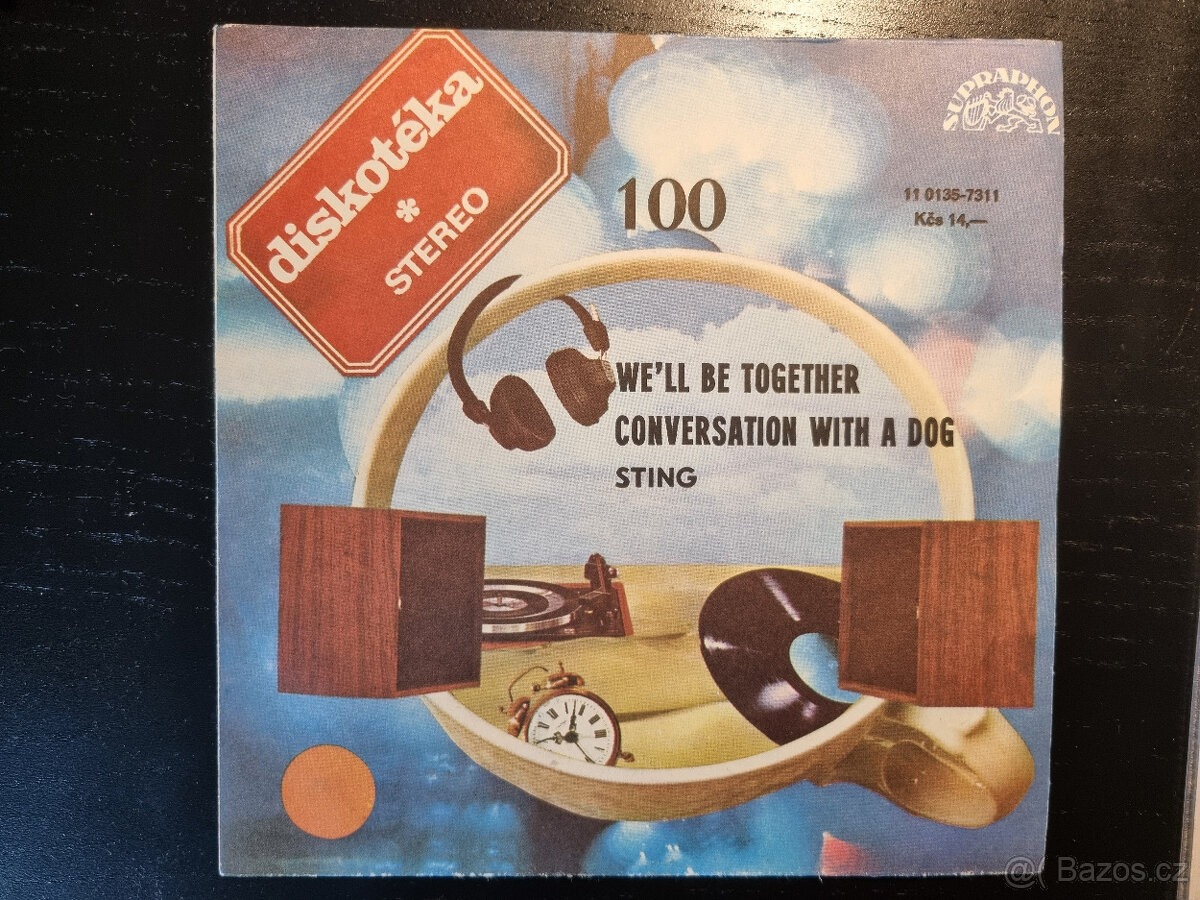 diskotéka
*
STEREO
SUPRAPHON
100
11 0135-7311
Kčs 14,—
WE'LL BE TOGETHER
CONVERSATION WITH A DOG
STING
@( Bazos.cz